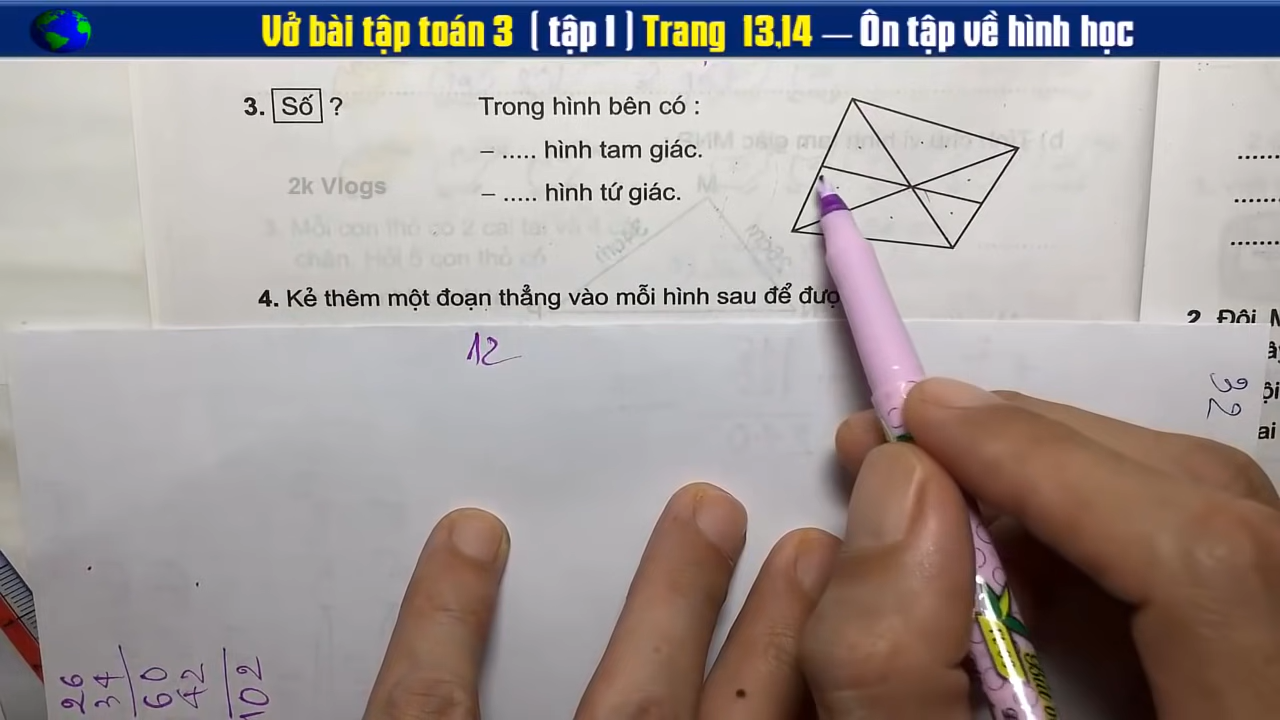 Vở bài tập toán 3 ( tập 1 ) Trang 13,14 – Ôn tập về hình học
3. Số ? Trong hình bên có :
– ..... hình tam giác.
2k Vlogs
– ..... hình tứ giác.
4. Kẻ thêm một đoạn thẳng vào mỗi hình sau để đượ
2. Đội
12
32
26
34
60
42
102